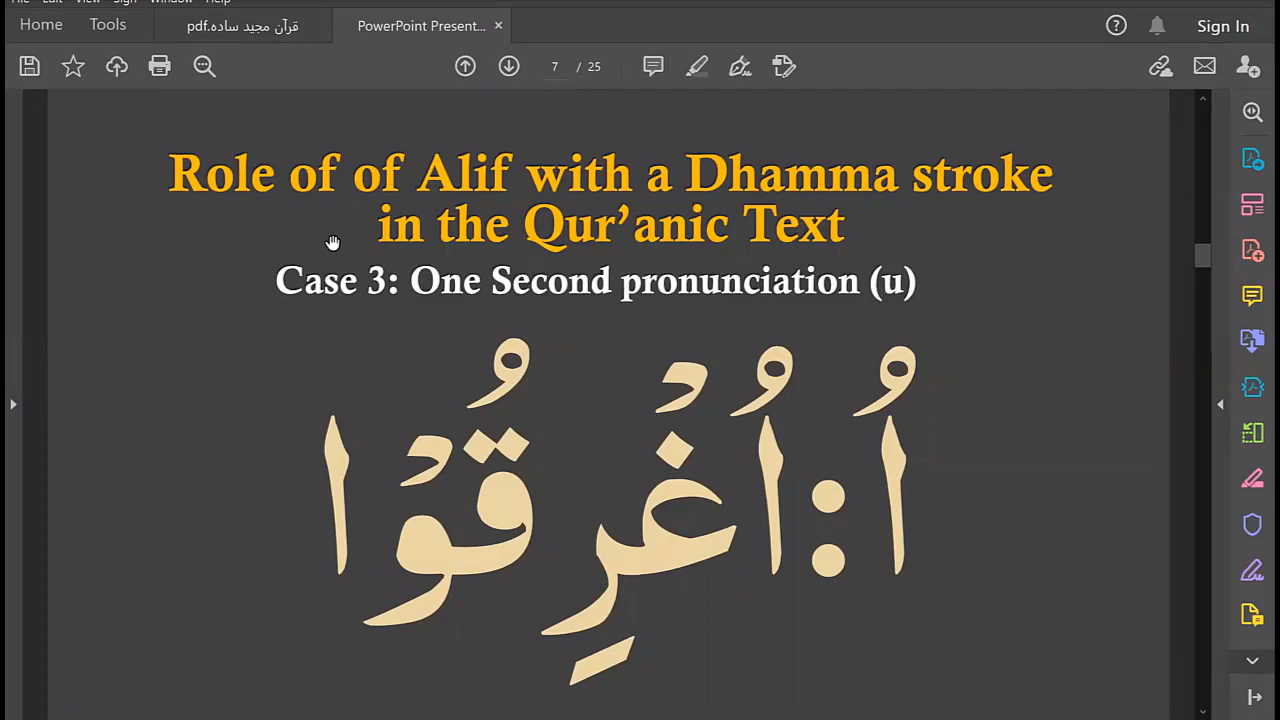 Home Tools قرآن مجید ساده.pdf PowerPoint Present... × Sign In
7 / 25
Role of of Alif with a Dhamma stroke
in the Qur’anic Text
Case 3: One Second pronunciation (u)
اُ:اُغْرِقُوْا